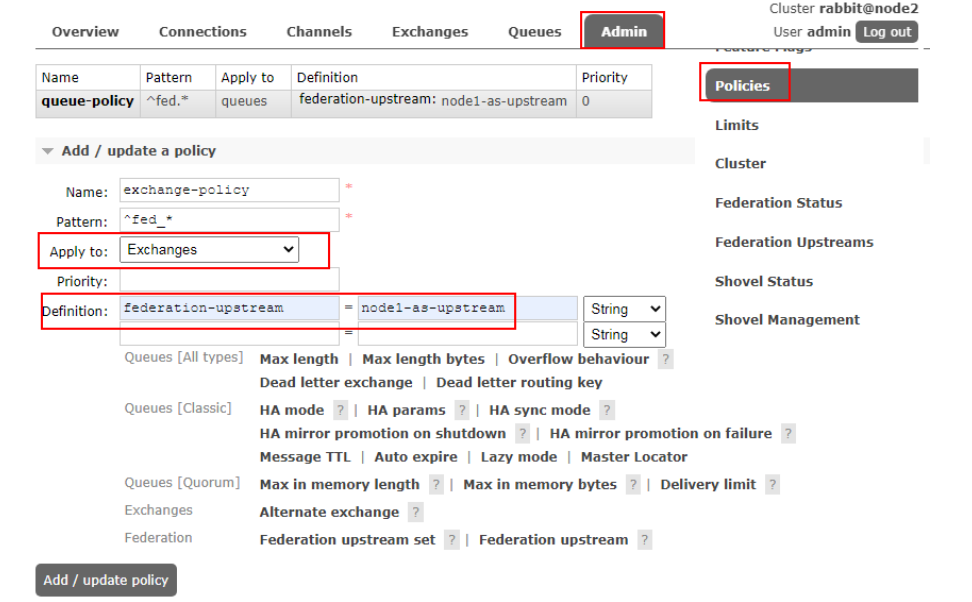 Cluster rabbit@node2
Overview Connections Channels Exchanges Queues Admin User admin Log out
Feature Flags
Name Pattern Apply to Definition Priority
queue-policy ^fed.* queues federation-upstream: node1-as-upstream 0
Policies
Limits
Cluster
Federation Status
Federation Upstreams
Shovel Status
Shovel Management
Add / update a policy
Name: exchange-policy *
Pattern: ^fed_* *
Apply to: Exchanges
Priority:
Definition: federation-upstream = node1-as-upstream String
= String
Queues [All types] Max length | Max length bytes | Overflow behaviour ?
Dead letter exchange | Dead letter routing key
Queues [Classic] HA mode ? | HA params ? | HA sync mode ?
HA mirror promotion on shutdown ? | HA mirror promotion on failure ?
Message TTL | Auto expire | Lazy mode | Master Locator
Queues [Quorum] Max in memory length ? | Max in memory bytes ? | Delivery limit ?
Exchanges Alternate exchange ?
Federation Federation upstream set ? | Federation upstream ?
Add / update policy